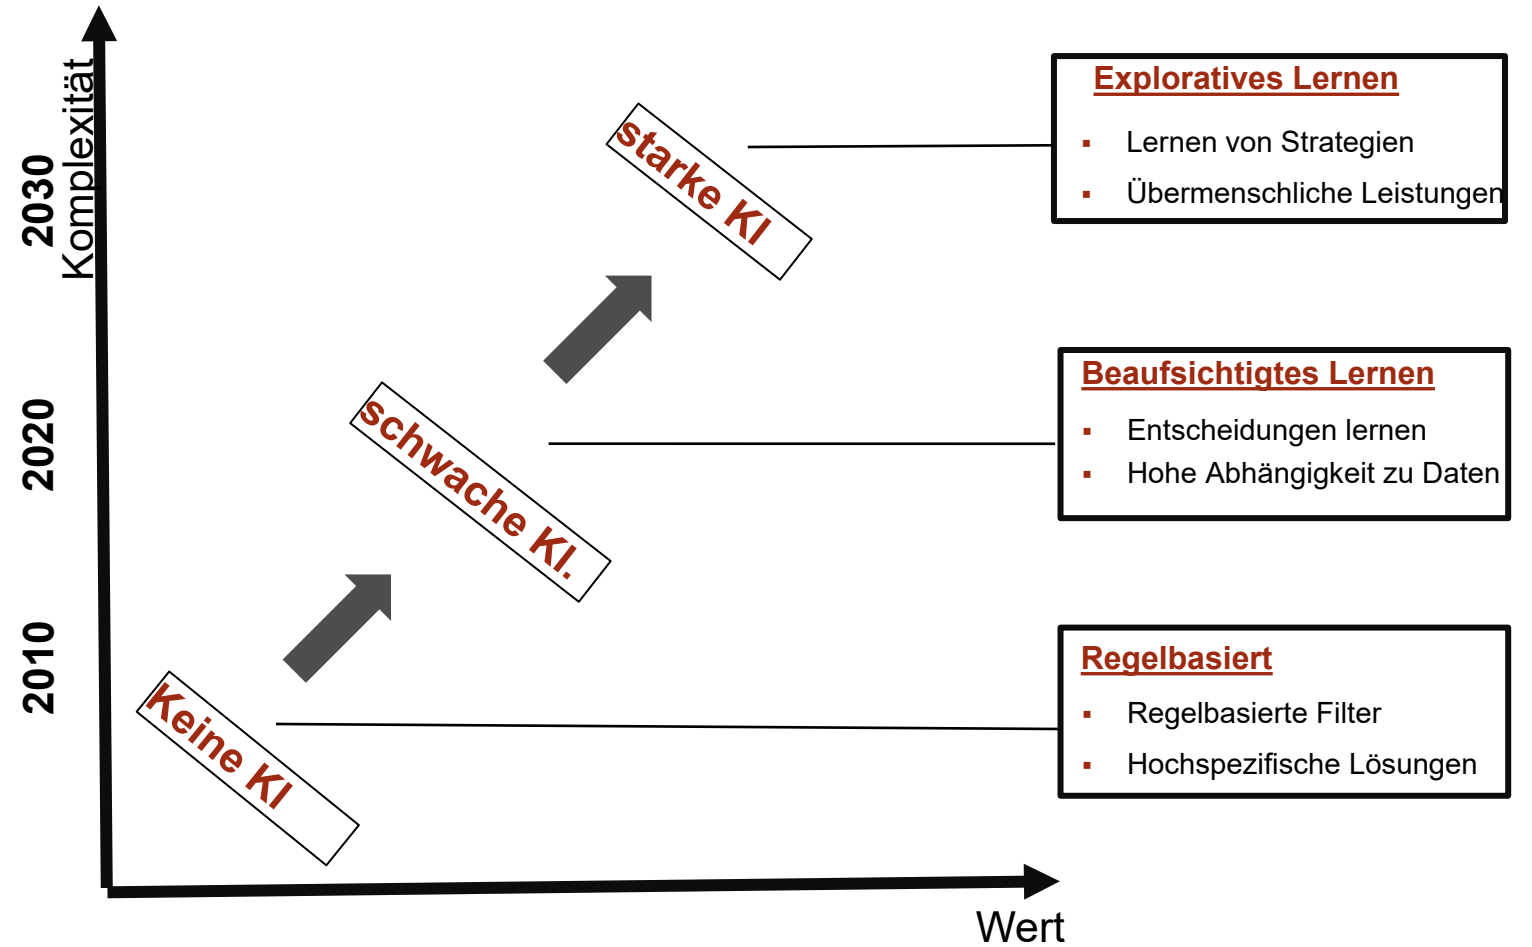 Komplexität
2030
2020
2010
starke KI
schwache KI.
Keine KI
Exploratives Lernen
▪ Lernen von Strategien
▪ Übermenschliche Leistungen
Beaufsichtigtes Lernen
▪ Entscheidungen lernen
▪ Hohe Abhängigkeit zu Daten
Regelbasiert
▪ Regelbasierte Filter
▪ Hochspezifische Lösungen
Wert